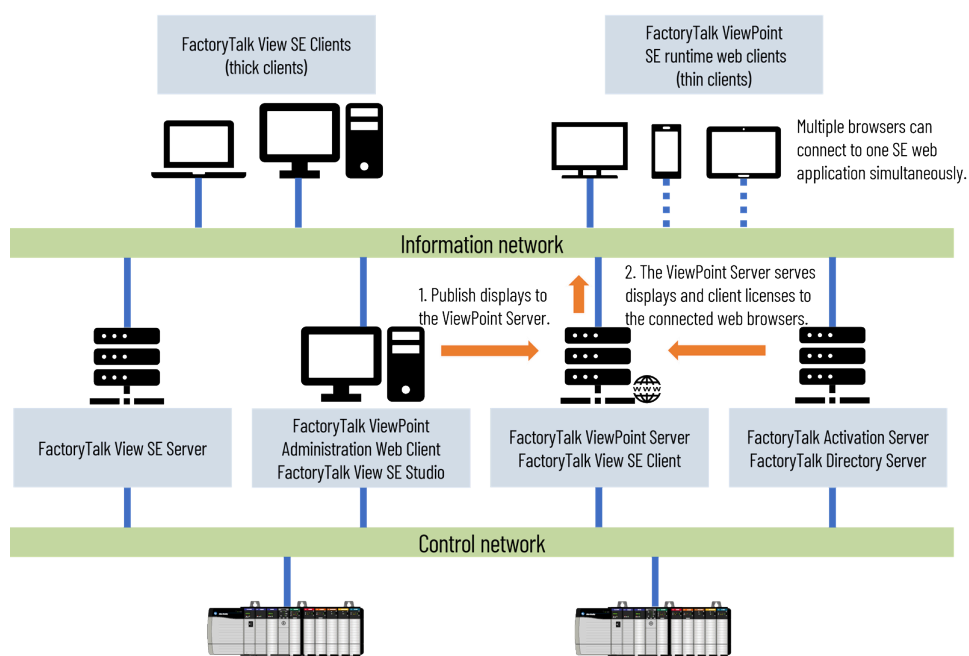 FactoryTalk View SE Clients
(thick clients)
FactoryTalk ViewPoint
SE runtime web clients
(thin clients)
Multiple browsers can
connect to one SE web
application simultaneously.
Information network
1. Publish displays to
the ViewPoint Server.
2. The ViewPoint Server serves
displays and client licenses to
the connected web browsers.
WWW
FactoryTalk View SE Server
FactoryTalk ViewPoint
Administration Web Client
FactoryTalk View SE Studio
FactoryTalk ViewPoint Server
FactoryTalk View SE Client
FactoryTalk Activation Server
FactoryTalk Directory Server
Control network